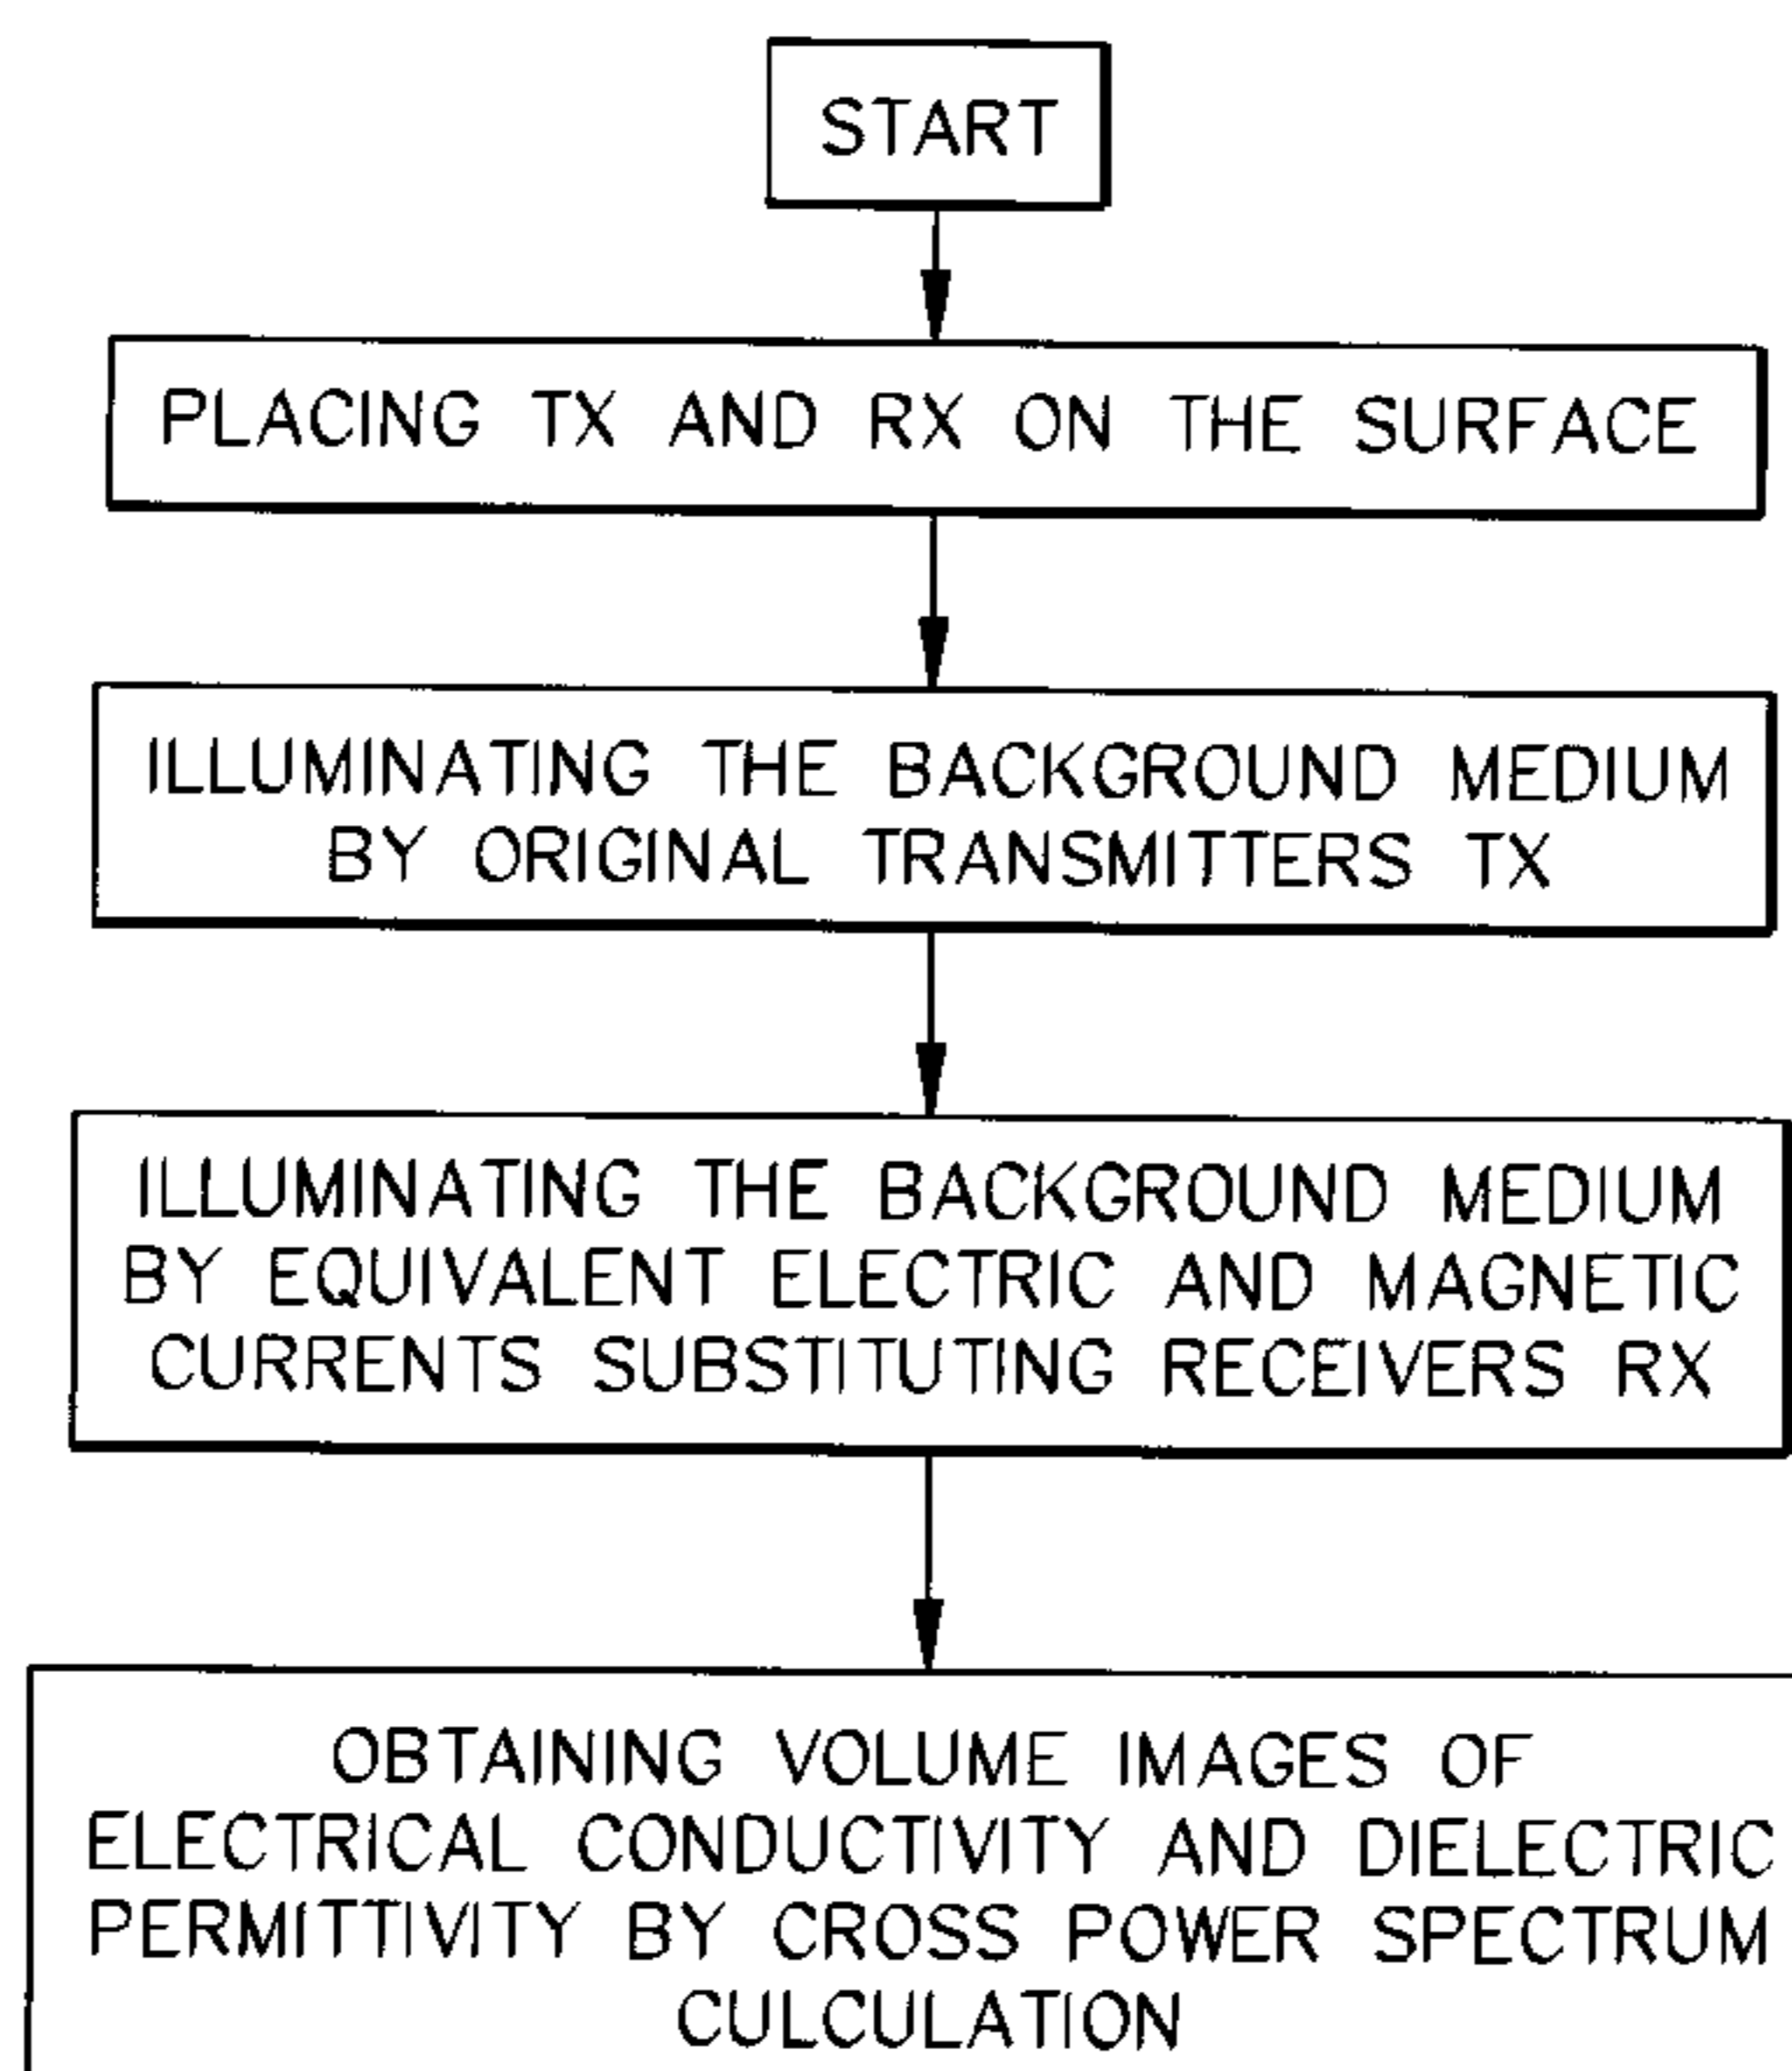 START
PLACING TX AND RX ON THE SURFACE
ILLUMINATING THE BACKGROUND MEDIUM
BY ORIGINAL TRANSMITTERS TX
ILLUMINATING THE BACKGROUND MEDIUM
BY EQUIVALENT ELECTRIC AND MAGNETIC
CURRENTS SUBSTITUTING RECEIVERS RX
OBTAINING VOLUME IMAGES OF
ELECTRICAL CONDUCTIVITY AND DIELECTRIC
PERMITTIVITY BY CROSS POWER SPECTRUM
CULCULATION